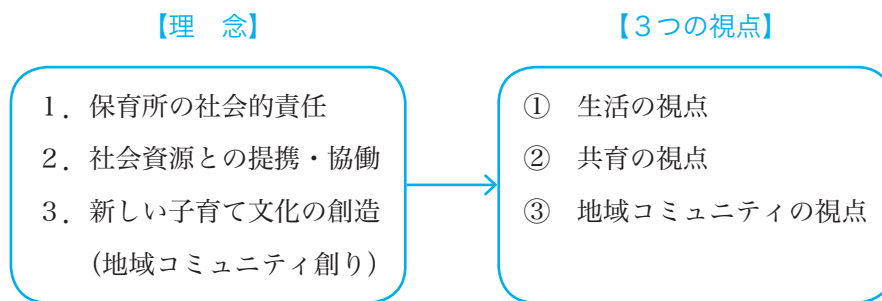 【理　念】
１．保育所の社会的責任
２．社会資源との提携・協働
３．新しい子育て文化の創造
（地域コミュニティ創り）
【３つの視点】
①　生活の視点
②　共育の視点
③　地域コミュニティの視点